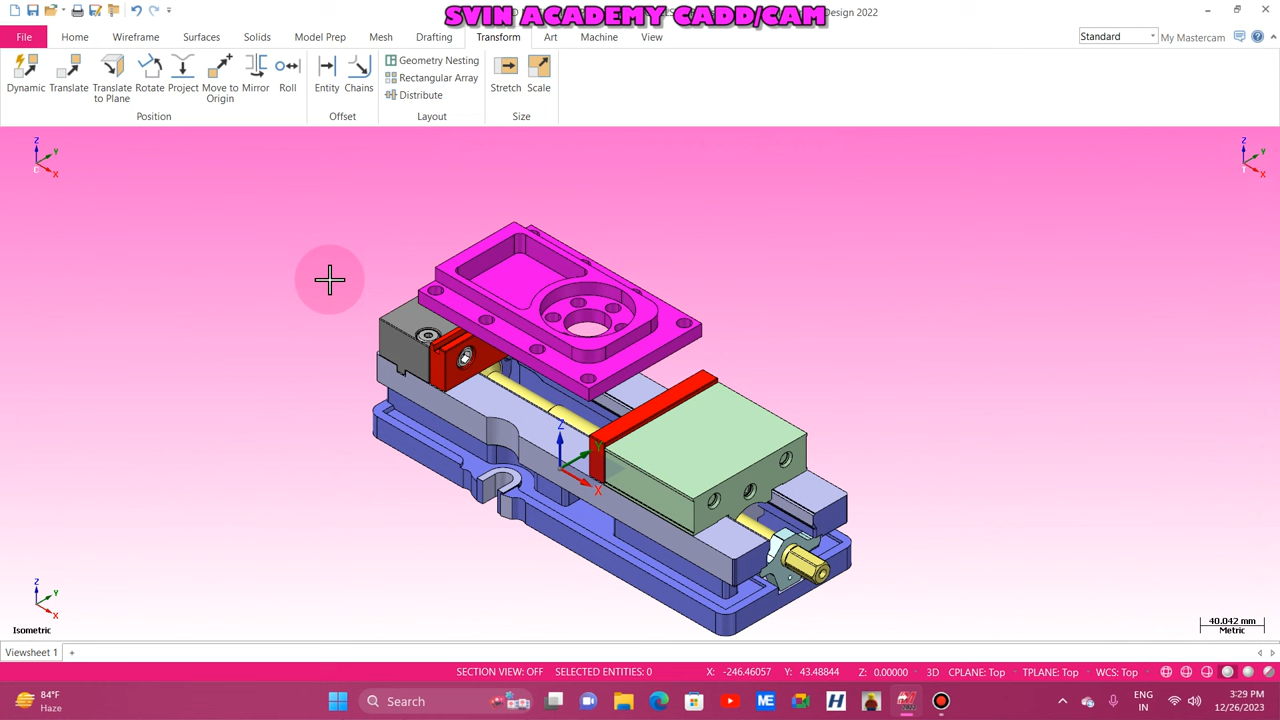 SVIN ACADEMY CADD/CAM
Design 2022
File Home Wireframe Surfaces Solids Model Prep Mesh Drafting Transform Art Machine View
Standard My Mastercam
Dynamic Translate Translate to Plane Rotate Project Move to Origin Mirror Roll
Entity Chains
Geometry Nesting
Rectangular Array
Distribute
Stretch Scale
Position Offset Layout Size
Z Y X C
Z Y X T
Z Y X
Z Y X
Isometric
40.042 mm
Metric
Viewsheet 1 +
SECTION VIEW: OFF SELECTED ENTITIES: 0 X: -246.46057 Y: 43.48844 Z: 0.00000 3D CPLANE: Top TPLANE: Top WCS: Top
84°F
Haze
Search
ME
H
ENG
IN
3:29 PM
12/26/2023